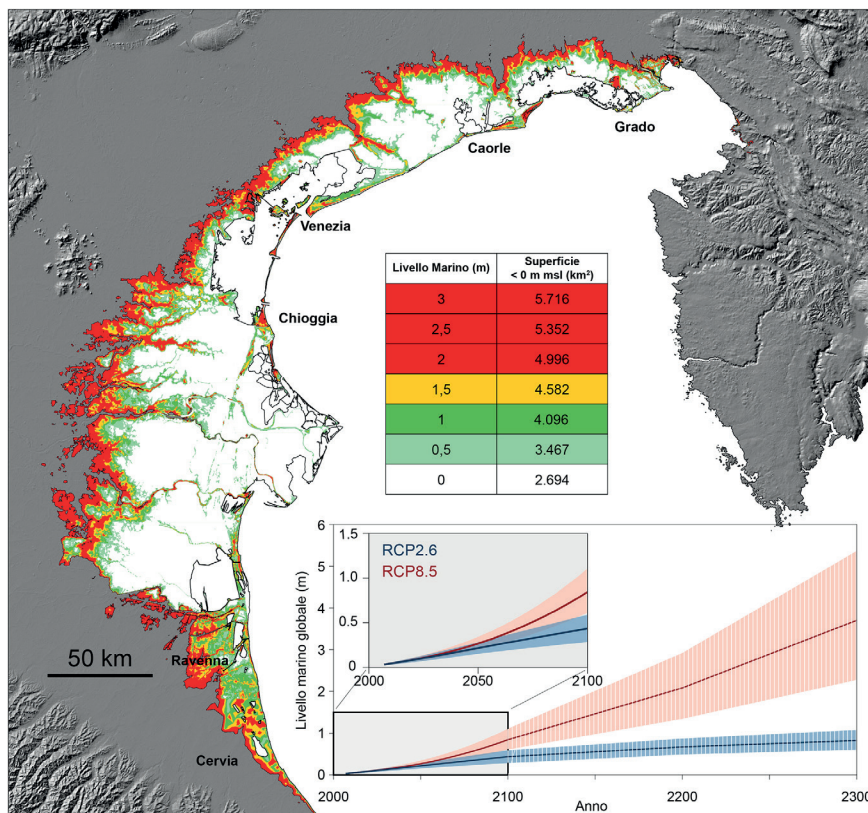 Grado
Caorle
Venezia
Chioggia
Ravenna
Cervia
50 km
Livello Marino (m) Superficie < 0 m msl (km²)
3 5.716
2,5 5.352
2 4.996
1,5 4.582
1 4.096
0,5 3.467
0 2.694
Livello marino globale (m)
6
5
4
3
2
1
0
1.5
1.0
0.5
0
RCP2.6
RCP8.5
2000 2050 2100
2000 2100 2200 2300
Anno